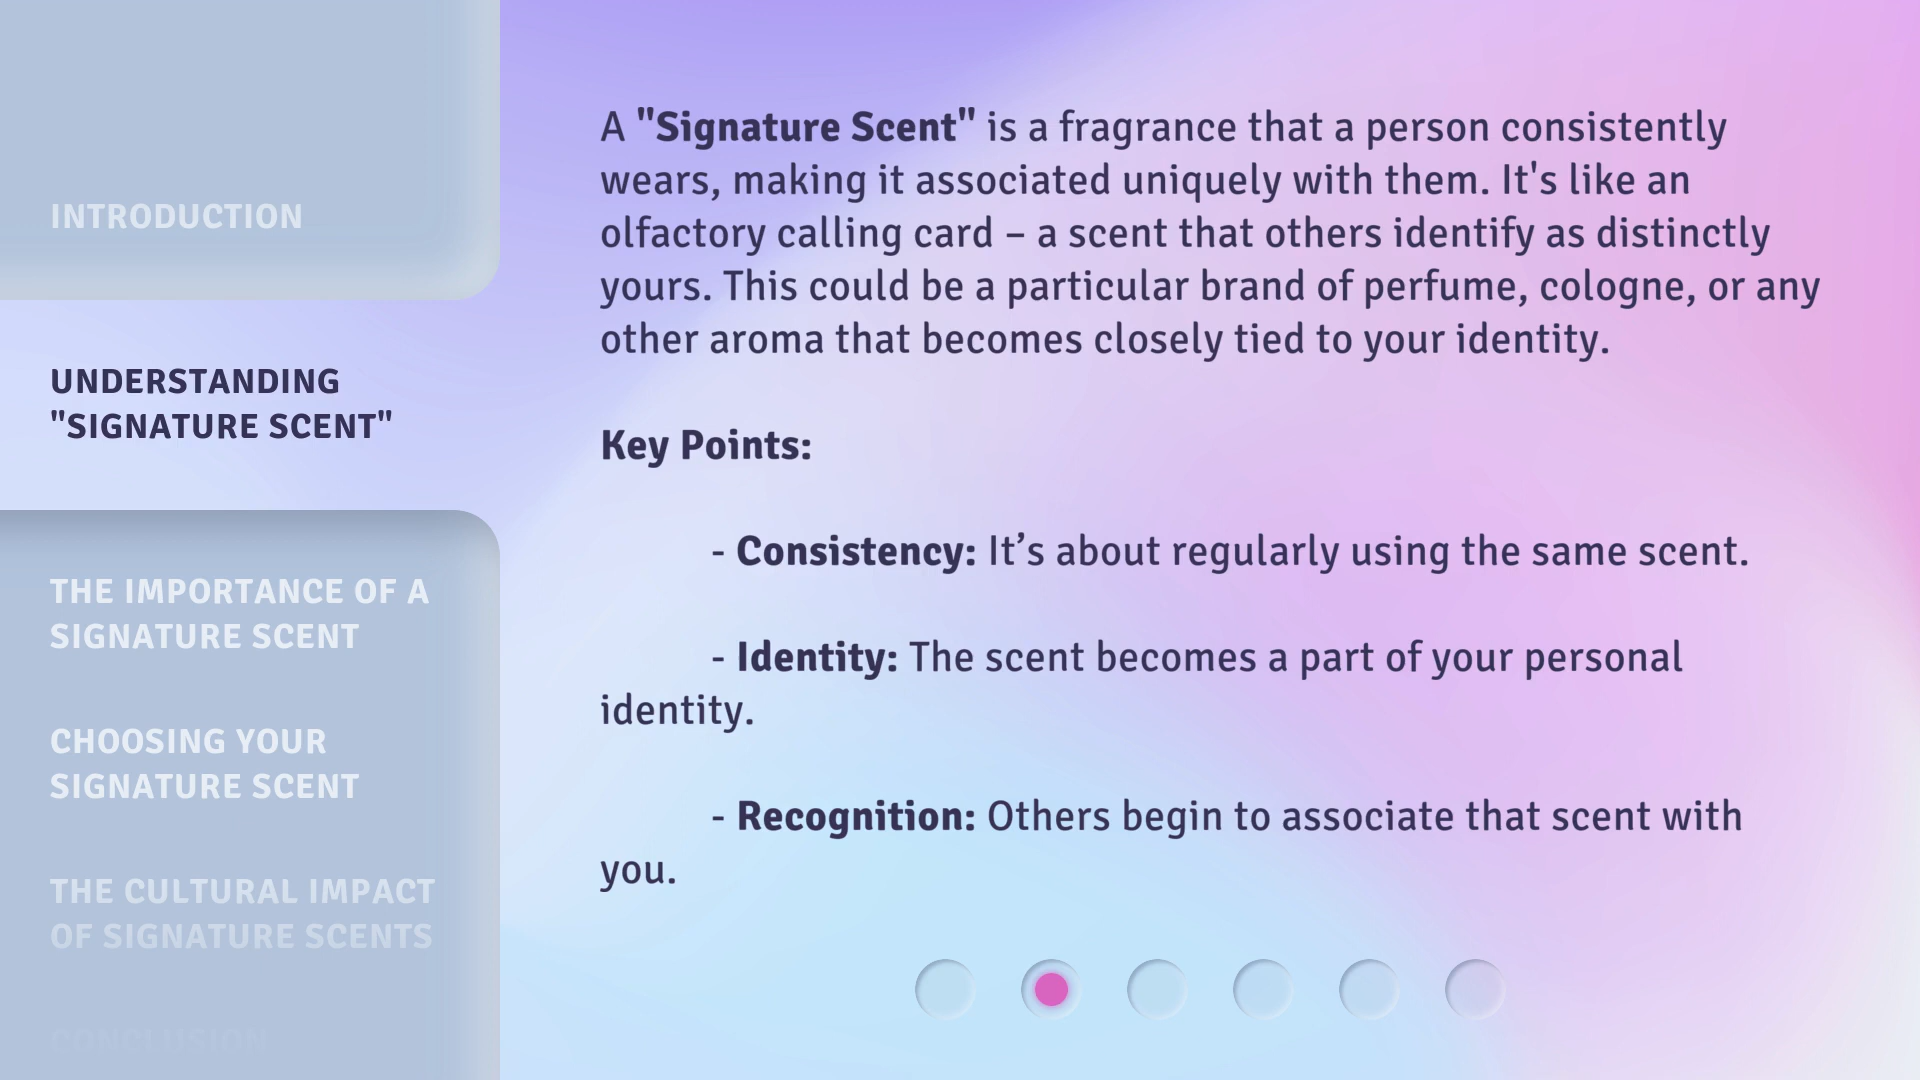 INTRODUCTION
UNDERSTANDING
"SIGNATURE SCENT"
THE IMPORTANCE OF A
SIGNATURE SCENT
CHOOSING YOUR
SIGNATURE SCENT
THE CULTURAL IMPACT
OF SIGNATURE SCENTS
CONCLUSION
A "Signature Scent" is a fragrance that a person consistently
wears, making it associated uniquely with them. It's like an
olfactory calling card – a scent that others identify as distinctly
yours. This could be a particular brand of perfume, cologne, or any
other aroma that becomes closely tied to your identity.
Key Points:
- Consistency: It’s about regularly using the same scent.
- Identity: The scent becomes a part of your personal
identity.
- Recognition: Others begin to associate that scent with
you.